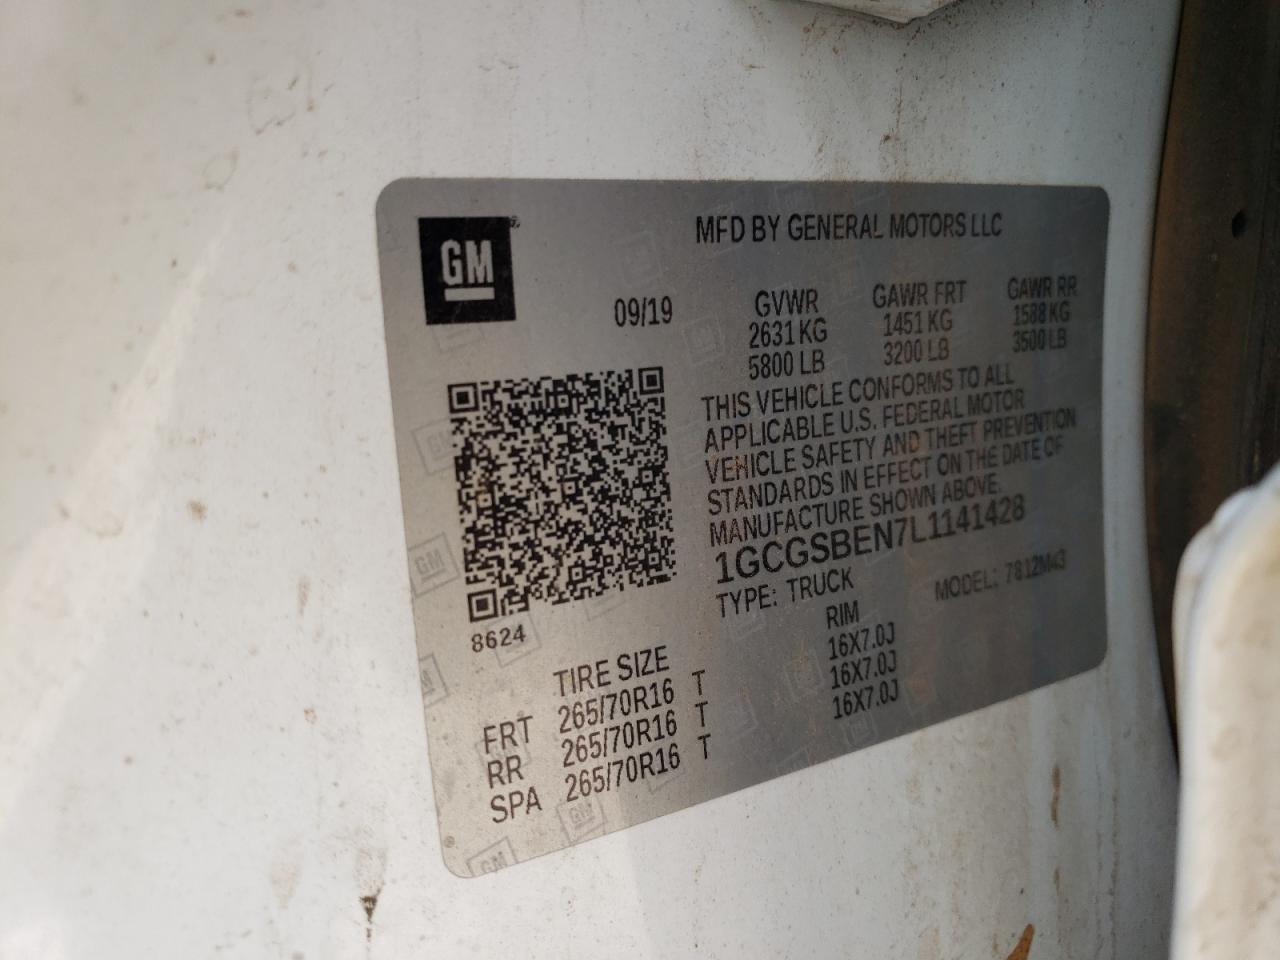 GM
MFD BY GENERAL MOTORS LLC
09/19 GVWR GAWR FRT GAWR RR
2631 KG 1451 KG 1588 KG
5800 LB 3200 LB 3500 LB
THIS VEHICLE CONFORMS TO ALL
APPLICABLE U.S. FEDERAL MOTOR
VEHICLE SAFETY AND THEFT PREVENTION
STANDARDS IN EFFECT ON THE DATE OF
MANUFACTURE SHOWN ABOVE.
1GCGSBEN7L1141428
TYPE: TRUCK MODEL: 7812M43
8624
TIRE SIZE RIM
FRT 265/70R16 T 16X7.0J
RR 265/70R16 T 16X7.0J
SPA 265/70R16 T 16X7.0J